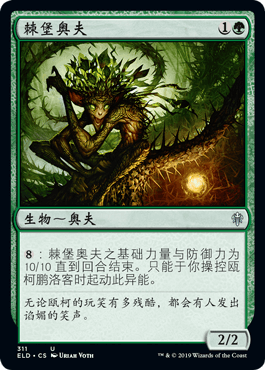 棘堡奥夫 1
生物～奥夫
8：棘堡奥夫之基础力量与防御力为
10/10 直到回合结束。只能于你操控瓯
柯鹏洛客时起动此异能。
无论瓯柯的玩笑有多残酷，都会有人发出
谄媚的笑声。
2/2
311 U
ELD • CS Uriah Voth
™ & © 2019 Wizards of the Coast